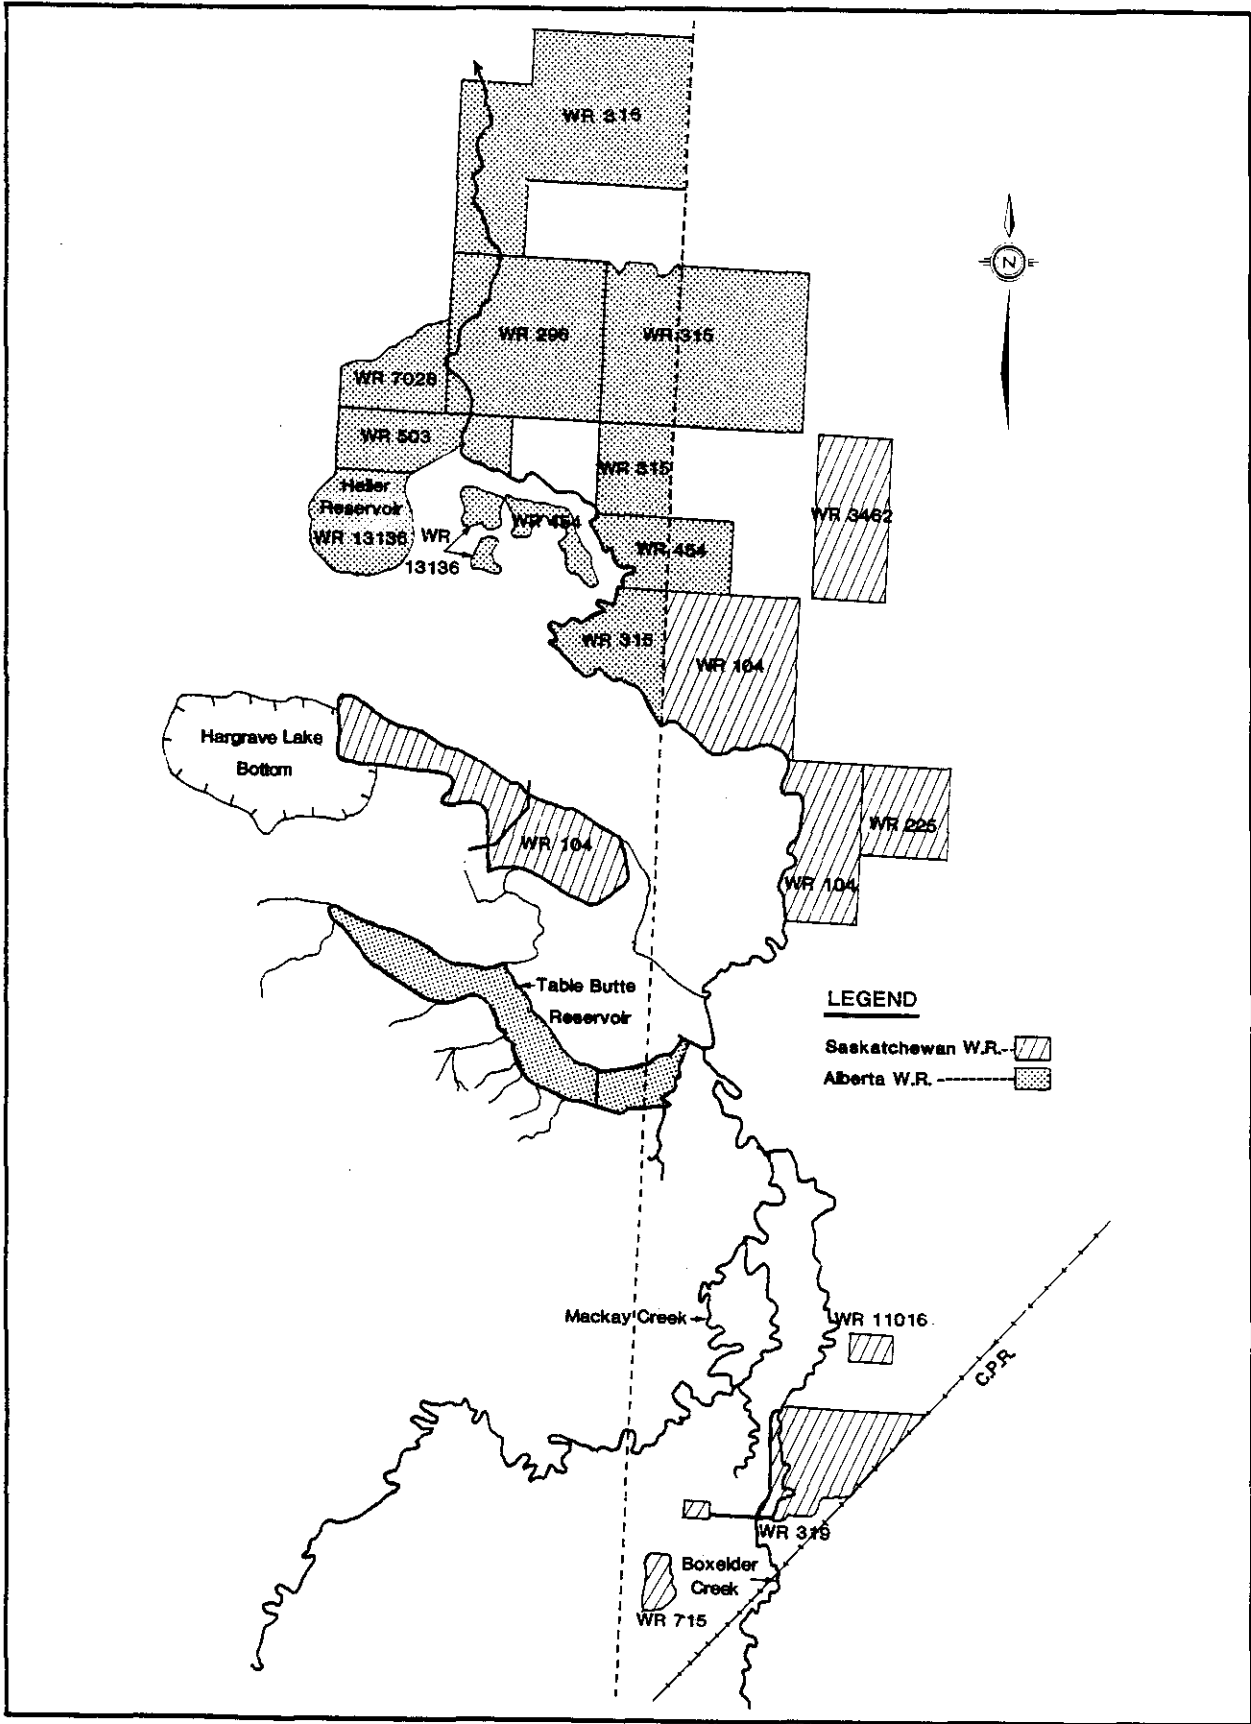 WR 315
N
WR 296
WR 315
WR 7028
WR 503
WR 315
Heller
Reservoir
WR 13136
WR
13136
WR 454
WR 454
WR 3462
WR 315
WR 104
Hargrave Lake
Bottom
WR 104
WR 225
WR 104
Table Butte
Reservoir
LEGEND
Saskatchewan W.R.
Alberta W.R.
Mackay Creek
WR 11016
C.P.R.
WR 319
Boxelder
Creek
WR 715